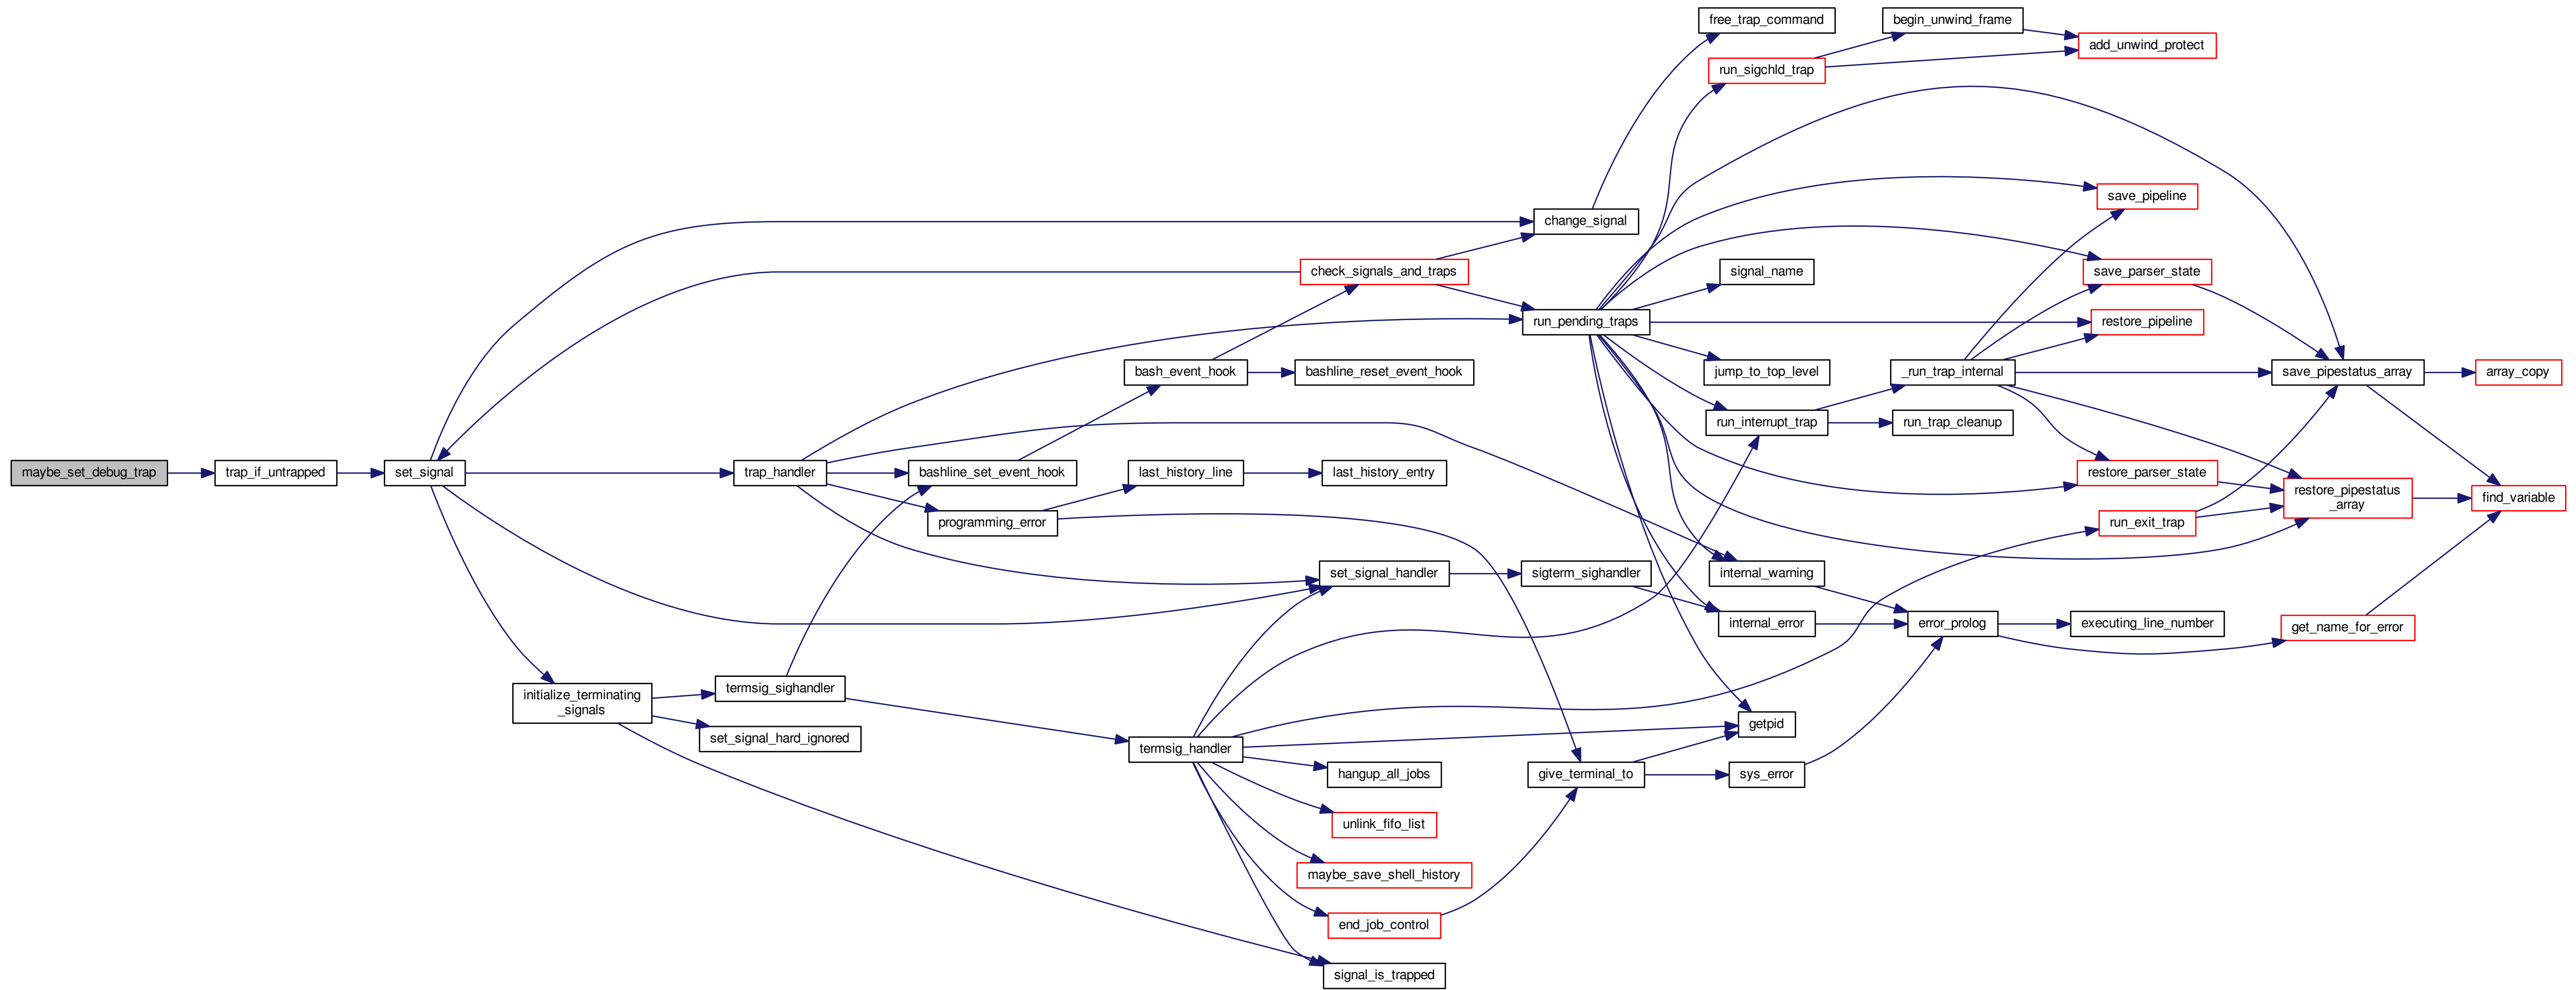 free_trap_command
begin_unwind_frame
add_unwind_protect
run_sigchld_trap
save_pipeline
change_signal
check_signals_and_traps
signal_name
save_parser_state
run_pending_traps
restore_pipeline
bash_event_hook
bashline_reset_event_hook
jump_to_top_level
_run_trap_internal
save_pipestatus_array
array_copy
run_interrupt_trap
run_trap_cleanup
maybe_set_debug_trap
trap_if_untrapped
set_signal
trap_handler
bashline_set_event_hook
last_history_line
last_history_entry
restore_parser_state
restore_pipestatus
_array
find_variable
programming_error
run_exit_trap
set_signal_handler
sigterm_sighandler
internal_warning
internal_error
error_prolog
executing_line_number
get_name_for_error
initialize_terminating
_signals
termsig_sighandler
set_signal_hard_ignored
getpid
termsig_handler
hangup_all_jobs
give_terminal_to
sys_error
unlink_fifo_list
maybe_save_shell_history
end_job_control
signal_is_trapped